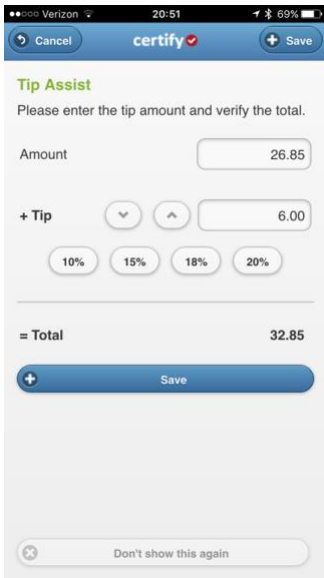 Verizon 20:51 69%
Cancel certify Save
Tip Assist
Please enter the tip amount and verify the total.
Amount 26.85
+ Tip 6.00
10% 15% 18% 20%
= Total 32.85
Save
Don't show this again